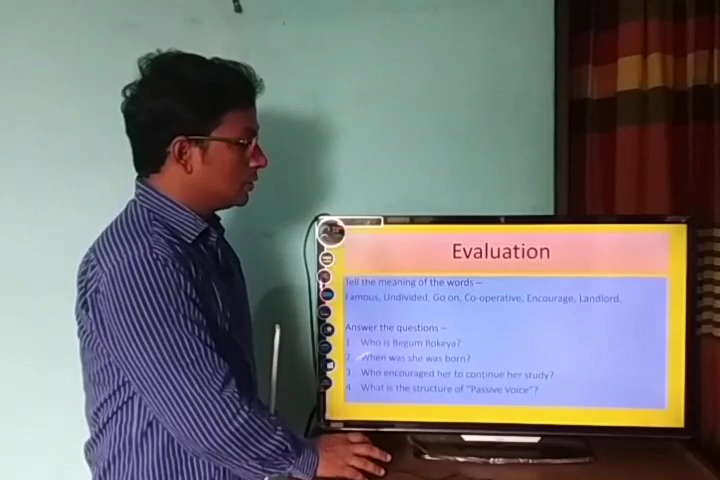 Evaluation
Tell the meaning of the words –
Famous, Undivided, Go on, Co-operative, Encourage, Landlord.
Answer the questions –
1. Who is Begum Rokeya?
2. When was she was born?
3. Who encouraged her to continue her study?
4. What is the structure of "Passive Voice"?